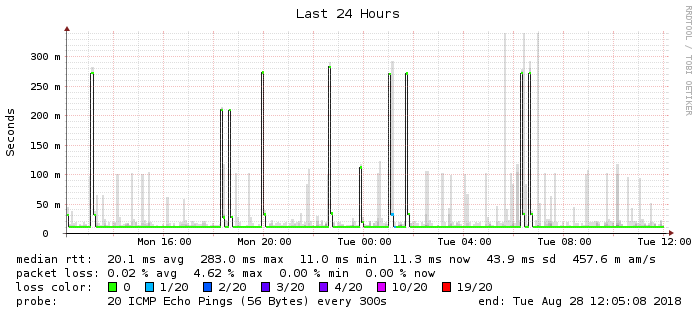 Last 24 Hours
RRDTOOL / TOBI OETIKER
Seconds
300 m
250 m
200 m
150 m
100 m
50 m
0
Mon 16:00 Mon 20:00 Tue 00:00 Tue 04:00 Tue 08:00 Tue 12:00
median rtt: 20.1 ms avg 283.0 ms max 11.0 ms min 11.3 ms now 43.9 ms sd 457.6 m am/s
packet loss: 0.02 % avg 4.62 % max 0.00 % min 0.00 % now
loss color: 0 1/20 2/20 3/20 4/20 10/20 19/20
probe: 20 ICMP Echo Pings (56 Bytes) every 300s end: Tue Aug 28 12:05:08 2018